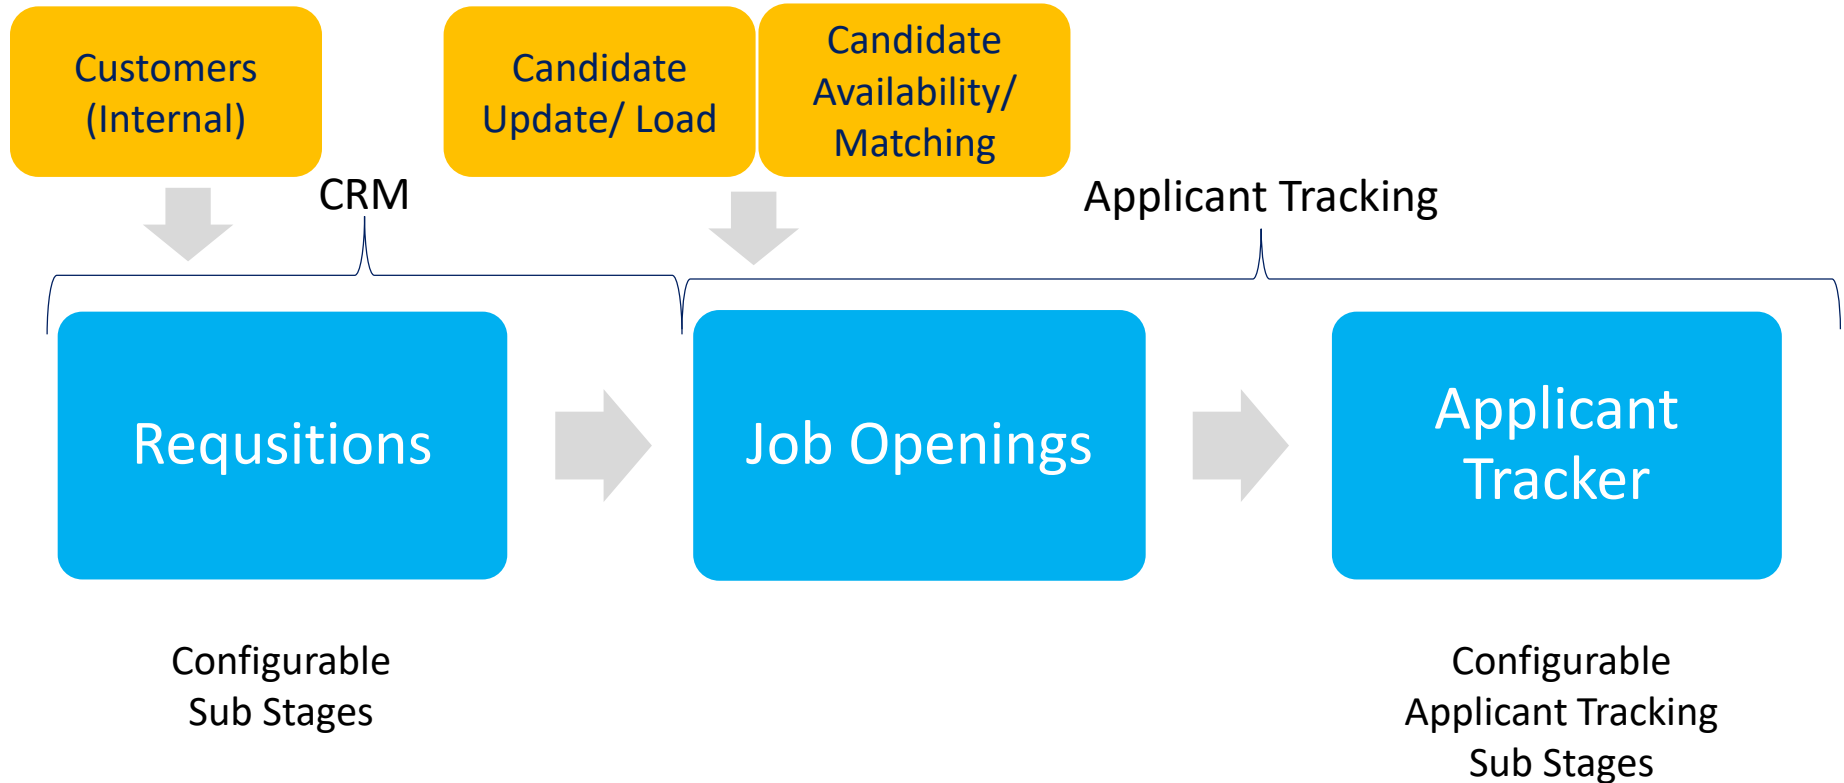 Customers
(Internal)
Candidate
Update/ Load
Candidate
Availability/
Matching
CRM
Applicant Tracking
Requsitions
Job Openings
Applicant
Tracker
Configurable
Sub Stages
Configurable
Applicant Tracking
Sub Stages